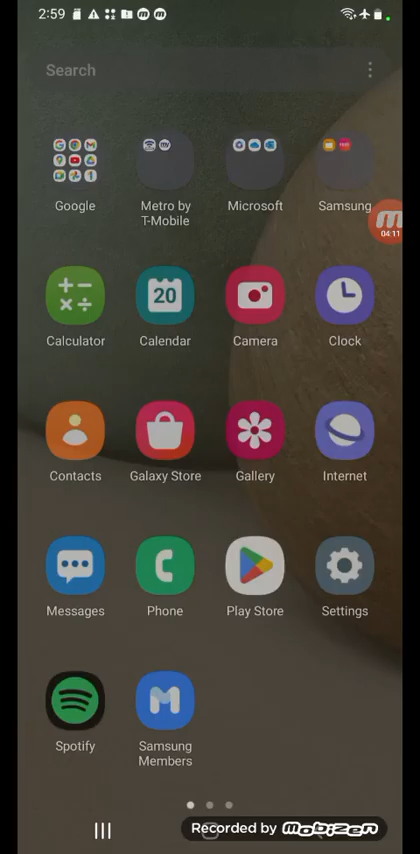 2:59
Search
Google
Metro by
T-Mobile
Microsoft
Samsung
04:11
20
Calculator
Calendar
Camera
Clock
Contacts
Galaxy Store
Gallery
Internet
Messages
Phone
Play Store
Settings
Spotify
Samsung
Members
Recorded by mobizen